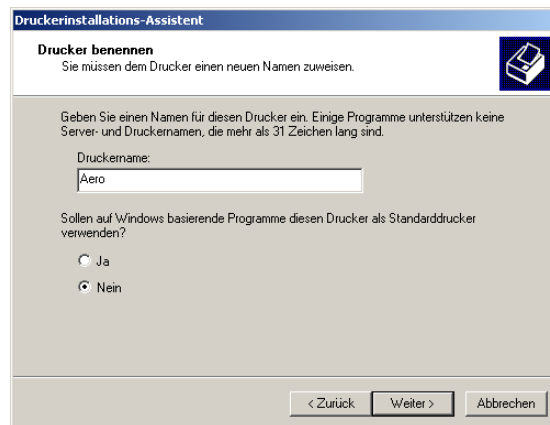 Druckerinstallations-Assistent
Drucker benennen
Sie müssen dem Drucker einen neuen Namen zuweisen.
Geben Sie einen Namen für diesen Drucker ein. Einige Programme unterstützen keine
Server- und Druckernamen, die mehr als 31 Zeichen lang sind.
Druckername:
Aero
Sollen auf Windows basierende Programme diesen Drucker als Standarddrucker
verwenden?
Ja
Nein
< Zurück Weiter > Abbrechen